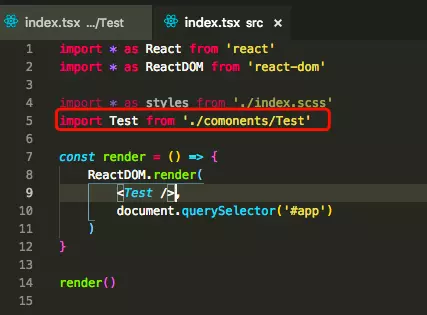 index.tsx .../Test index.tsx src ×
1 import * as React from 'react'
2 import * as ReactDOM from 'react-dom'
3
4 import * as styles from './index.scss'
5 import Test from './comonents/Test'
6
7 const render = () => {
8 ReactDOM.render(
9 <Test />,
10 document.querySelector('#app')
11 )
12 }
13
14 render()
15